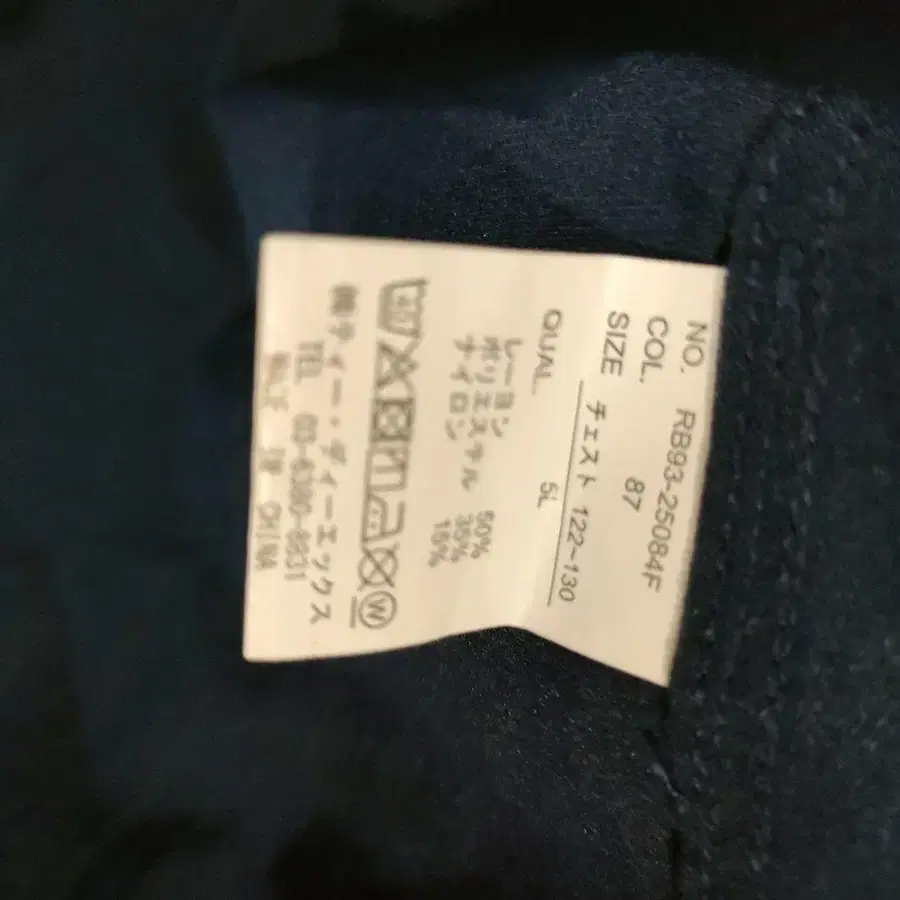 NO. RB93-25084F
COL. 87
SIZE チェスト 122-130
5L
QUAL.
レーヨン 50%
ポリエステル 35%
ナイロン 15%
40
W
㈱ティー・ディーエックス
TEL 03-6380-8831
MADE IN CHINA